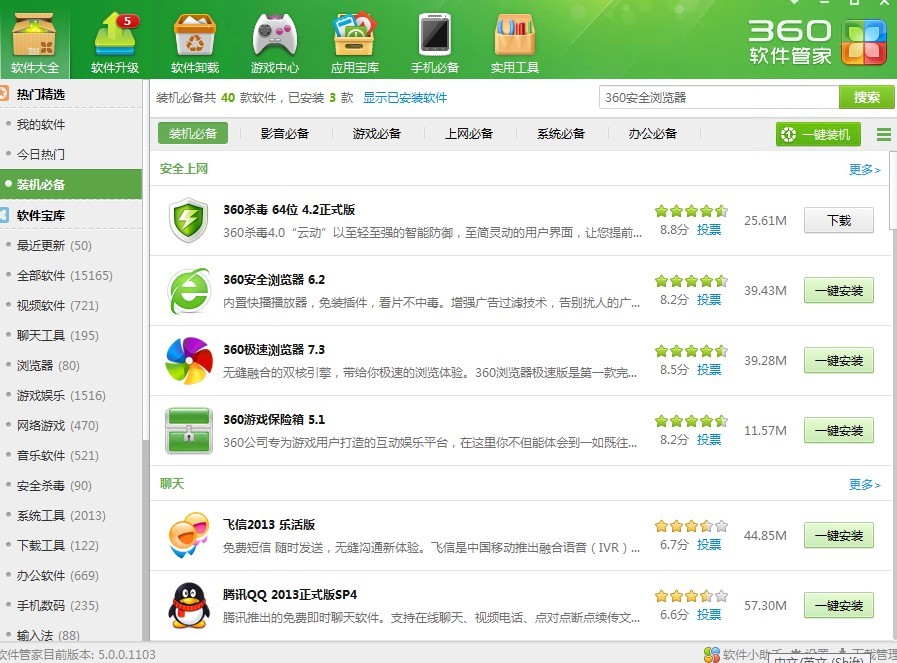 5
软件大全 软件升级 软件卸载 游戏中心 应用宝库 手机必备 实用工具
360
软件管家
热门精选
我的软件
今日热门
装机必备
软件宝库
最近更新 (50)
全部软件 (15165)
视频软件 (721)
聊天工具 (195)
浏览器 (80)
游戏娱乐 (1516)
网络游戏 (470)
音乐软件 (521)
安全杀毒 (90)
系统工具 (2013)
下载工具 (122)
办公软件 (669)
手机数码 (235)
输入法 (88)
装机必备共 40 款软件，已安装 3 款 显示已安装软件
360安全浏览器 搜索
装机必备 影音必备 游戏必备 上网必备 系统必备 办公必备 一键装机
安全上网 更多>
360杀毒 64位 4.2正式版
360杀毒4.0“云动”以至轻至强的智能防御，至简灵动的用户界面，让您提前...
8.8分 投票 25.61M 下载
360安全浏览器 6.2
内置快播播放器，免装插件，看片不中毒。增强广告过滤技术，告别扰人的广...
8.2分 投票 39.43M 一键安装
360极速浏览器 7.3
无缝融合的双核引擎，带给你极速的浏览体验。360浏览器极速版是第一款完...
8.5分 投票 39.28M 一键安装
360游戏保险箱 5.1
360公司专为游戏用户打造的互动娱乐平台，在这里你不但能体会到一如既往...
8.2分 投票 11.57M 一键安装
聊天 更多>
飞信2013 乐活版
免费短信 随时发送，无缝沟通新体验。飞信是中国移动推出融合语音（IVR）...
6.7分 投票 44.85M 一键安装
腾讯QQ 2013正式版SP4
腾讯推出的免费即时聊天软件。支持在线聊天、视频电话、点对点断点续传文...
6.6分 投票 57.30M 一键安装
软件管家目前版本: 5.0.0.1103
软件小助手 设置 下载管理
中文/英文 (Shift)